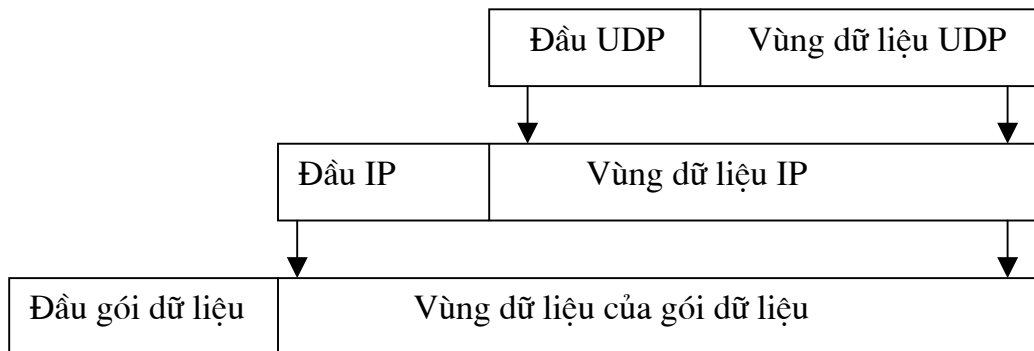 Đầu UDP Vùng dữ liệu UDP
Đầu IP Vùng dữ liệu IP
Đầu gói dữ liệu Vùng dữ liệu của gói dữ liệu